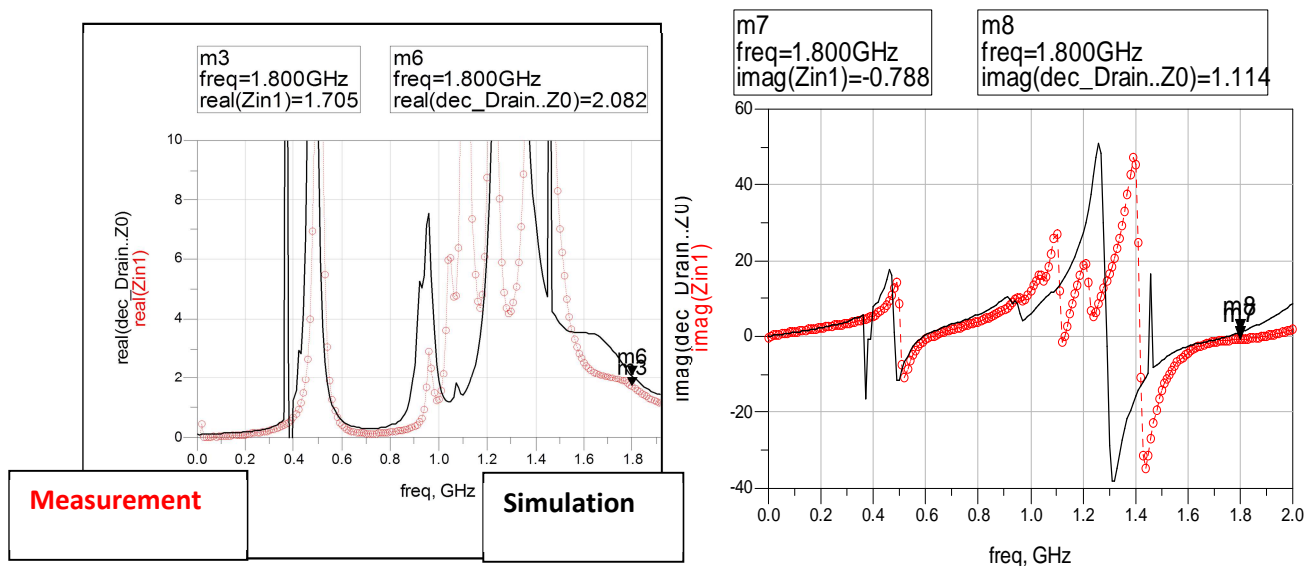 m3
freq=1.800GHz
real(Zin1)=1.705
m6
freq=1.800GHz
real(dec_Drain..Z0)=2.082
10
8
6
4
2
0
real(dec_Drain..Z0)
real(Zin1)
m6
m3
0.0
0.2
0.4
0.6
0.8
1.0
1.2
1.4
1.6
1.8
freq, GHz
Measurement
Simulation
m7
freq=1.800GHz
imag(Zin1)=-0.788
m8
freq=1.800GHz
imag(dec_Drain..Z0)=1.114
60
40
20
0
-20
-40
imag(dec_Drain..Z0)
imag(Zin1)
m8
m7
0.0
0.2
0.4
0.6
0.8
1.0
1.2
1.4
1.6
1.8
2.0
freq, GHz